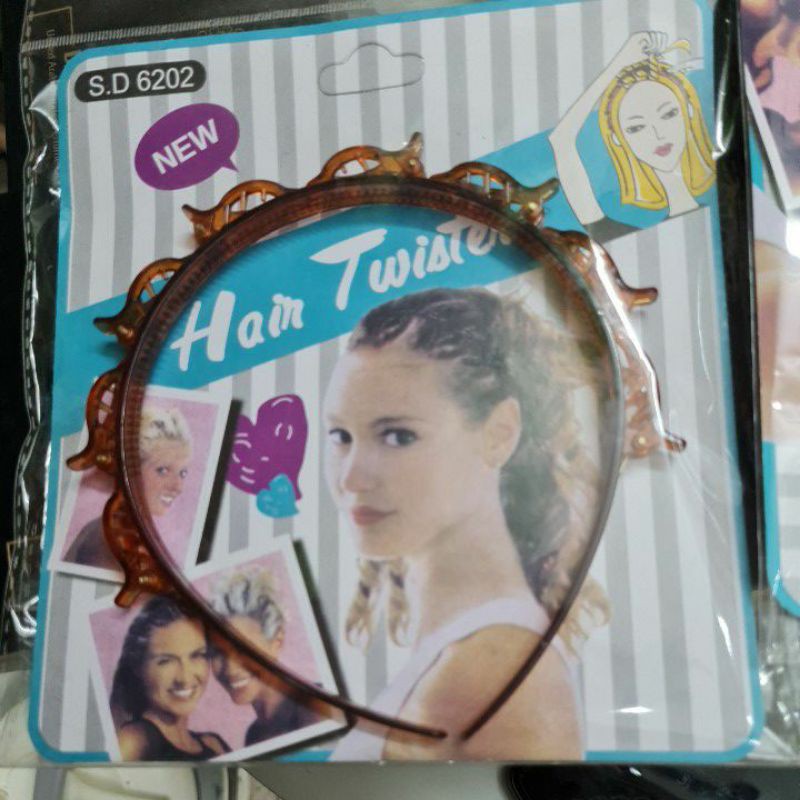 S.D 6202
NEW
Hair Twister